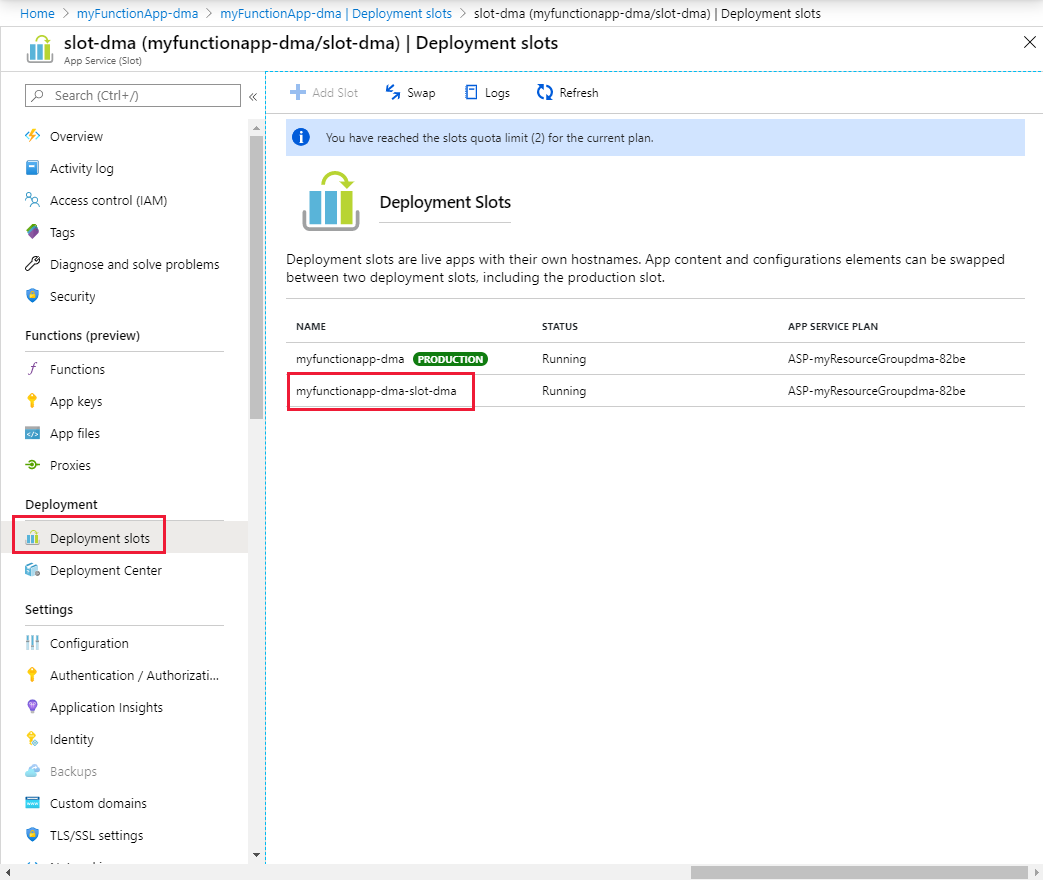 Home > myFunctionApp-dma > myFunctionApp-dma | Deployment slots > slot-dma (myfunctionapp-dma/slot-dma) | Deployment slots
slot-dma (myfunctionapp-dma/slot-dma) | Deployment slots
App Service (Slot)
Search (Ctrl+/)
Overview
Activity log
Access control (IAM)
Tags
Diagnose and solve problems
Security
Functions (preview)
Functions
App keys
App files
Proxies
Deployment
Deployment slots
Deployment Center
Settings
Configuration
Authentication / Authorizati...
Application Insights
Identity
Backups
Custom domains
TLS/SSL settings
Add Slot Swap Logs Refresh
You have reached the slots quota limit (2) for the current plan.
Deployment Slots
Deployment slots are live apps with their own hostnames. App content and configurations elements can be swapped
between two deployment slots, including the production slot.
NAME STATUS APP SERVICE PLAN
myfunctionapp-dma PRODUCTION Running ASP-myResourceGroupdma-82be
myfunctionapp-dma-slot-dma Running ASP-myResourceGroupdma-82be